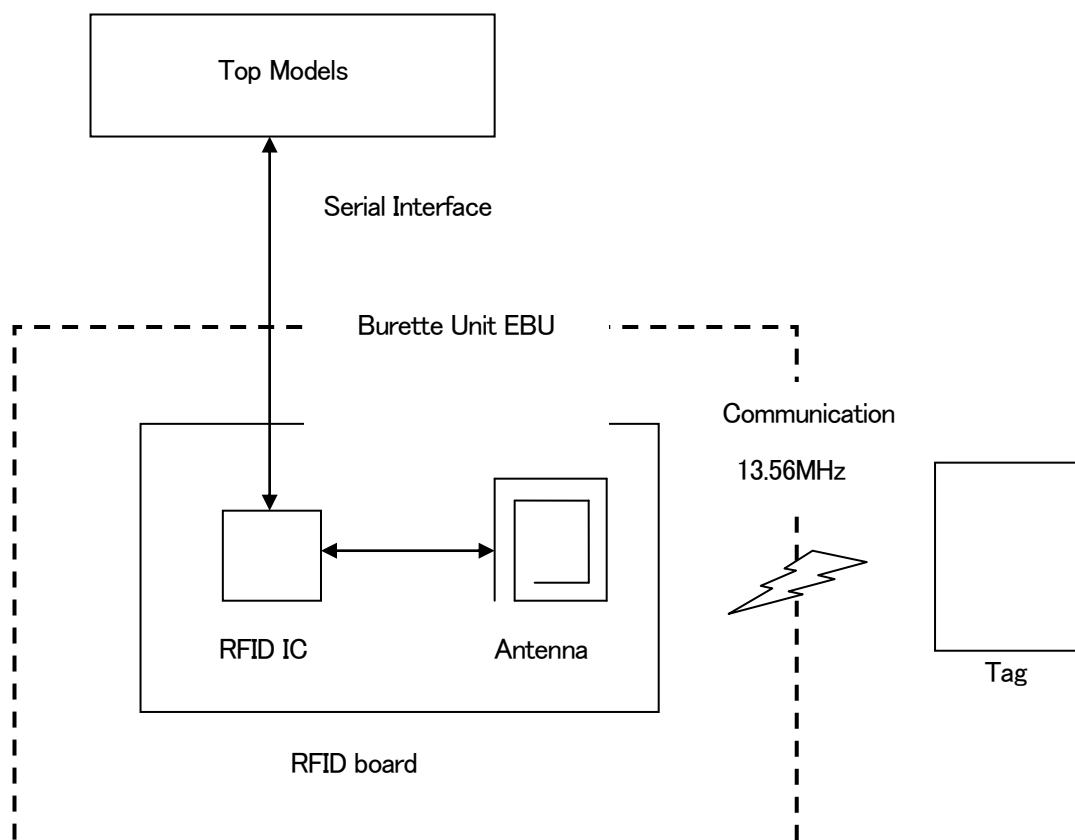 Top Models
Serial Interface
Burette Unit EBU
Communication
13.56MHz
RFID IC
Antenna
Tag
RFID board